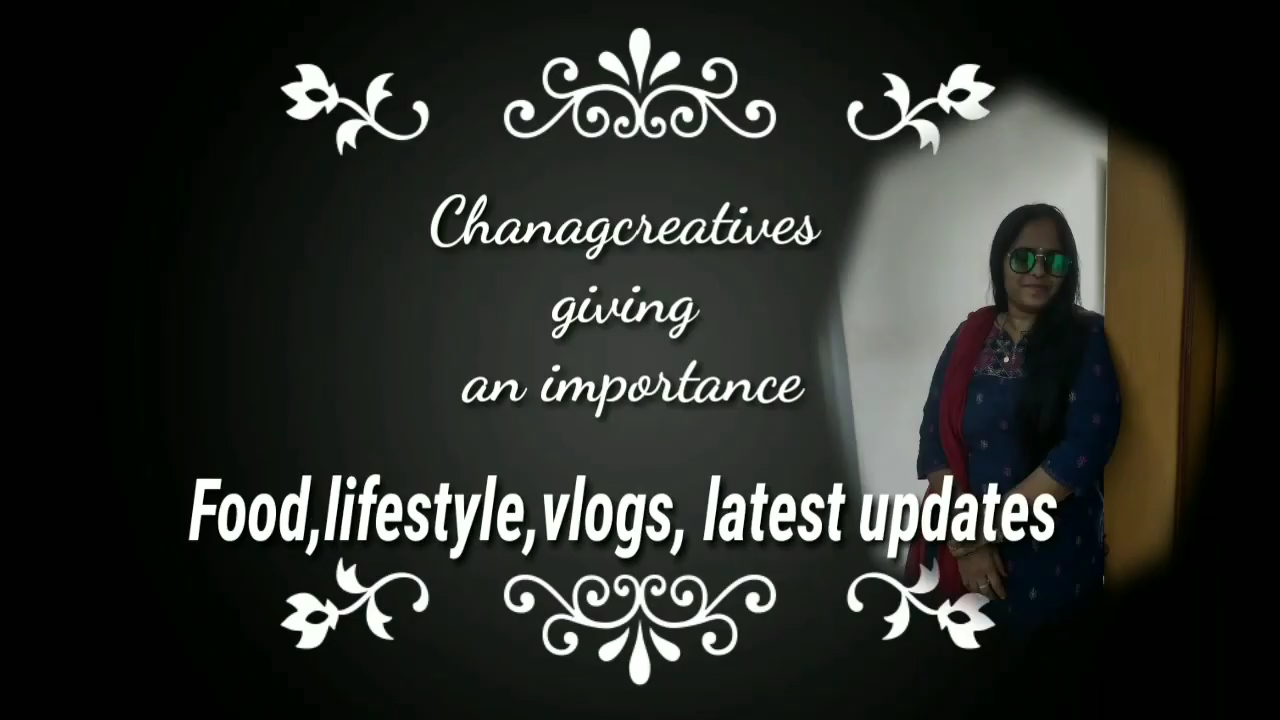 Chanagcreatives
giving
an importance
Food,lifestyle,vlogs, latest updates